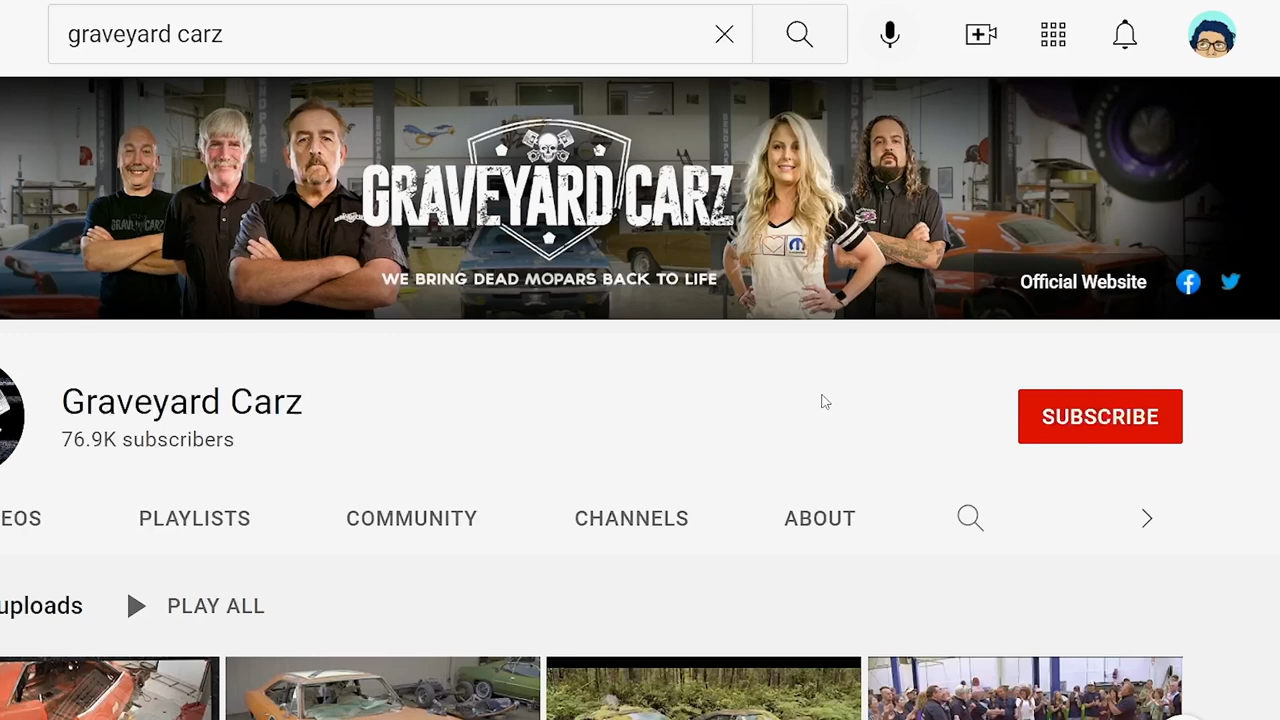 graveyard carz
GRAVEYARD CARZ
WE BRING DEAD MOPARS BACK TO LIFE
Official Website
Graveyard Carz
76.9K subscribers
SUBSCRIBE
EOS
PLAYLISTS
COMMUNITY
CHANNELS
ABOUT
uploads
PLAY ALL